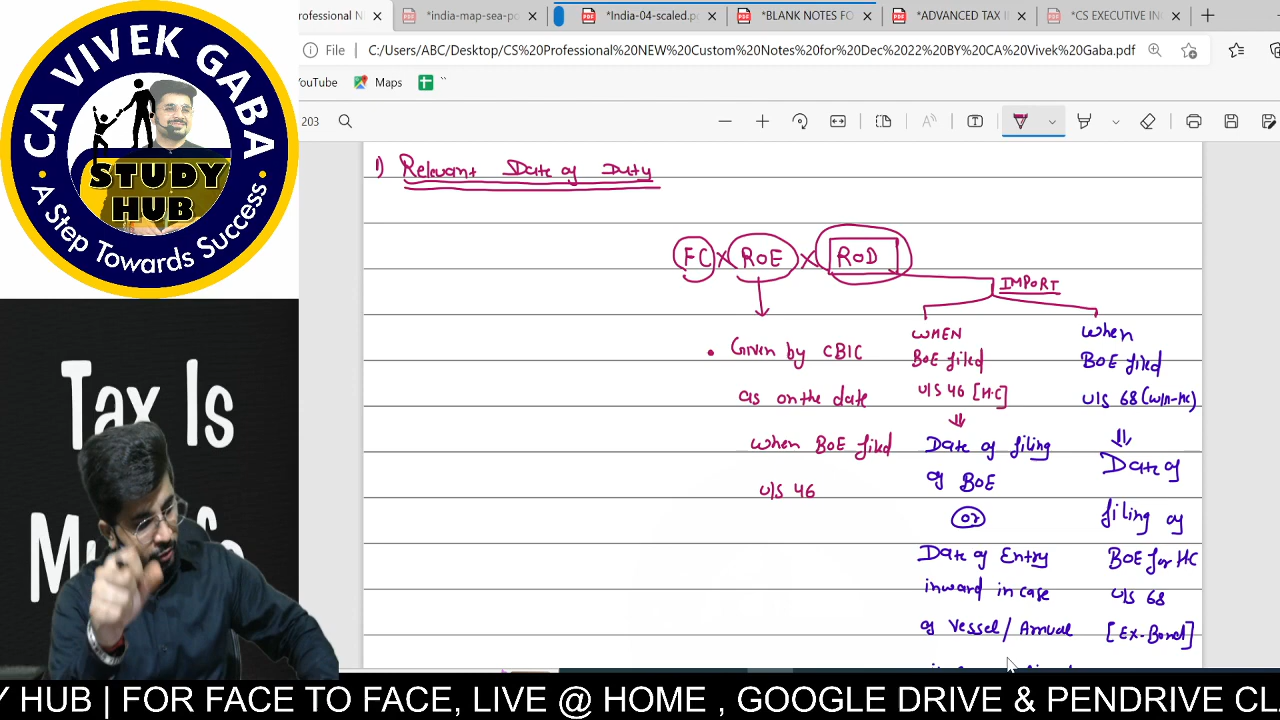 CA VIVEK GABA
STUDY
HUB
A Step Towards Success
Tax Is
rofessional N
*india-map-sea-po
*India-04-scaled.p
*BLANK NOTES FO
*ADVANCED TAX L
*CS EXECUTIVE IN
File
C:/Users/ABC/Desktop/CS%20Professional%20NEW%20Custom%20Notes%20for%20Dec%2022%20BY%20CA%20Vivek%20Gaba.pdf
ouTube
Maps
``
203
1) Relevant Date of Duty
FC x RoE x RoD
IMPORT
• Given by CBIC
as on the date
when BoE filed
u/s 46
WHEN
BoE filed
u/s 46 [H.C]
Date of filing
of BoE
or
Date of Entry
inward in case
of Vessel/ Arrival
When
BoE filed
u/s 68 (W/H-HC)
Date of
filing of
BOE for HC
u/s 68
[Ex-Bond]
Y HUB | FOR FACE TO FACE, LIVE @ HOME , GOOGLE DRIVE & PENDRIVE CL